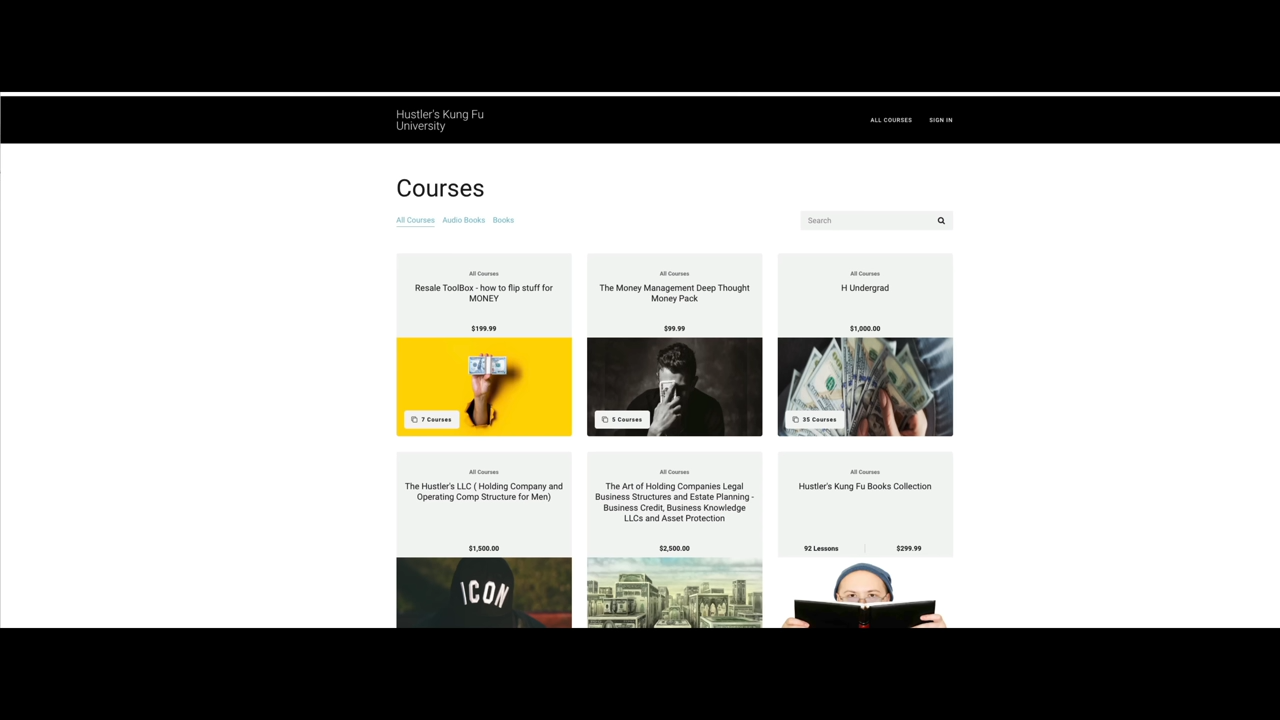 Hustler's Kung Fu
University
ALL COURSES
SIGN IN
Courses
All Courses
Audio Books
Books
Search
All Courses
Resale ToolBox - how to flip stuff for
MONEY
$199.99
7 Courses
All Courses
The Money Management Deep Thought
Money Pack
$99.99
5 Courses
All Courses
H Undergrad
$1,000.00
35 Courses
All Courses
The Hustler's LLC ( Holding Company and
Operating Comp Structure for Men)
$1,500.00
ICON
All Courses
The Art of Holding Companies Legal
Business Structures and Estate Planning -
Business Credit, Business Knowledge
LLCs and Asset Protection
$2,500.00
All Courses
Hustler's Kung Fu Books Collection
92 Lessons
$299.99